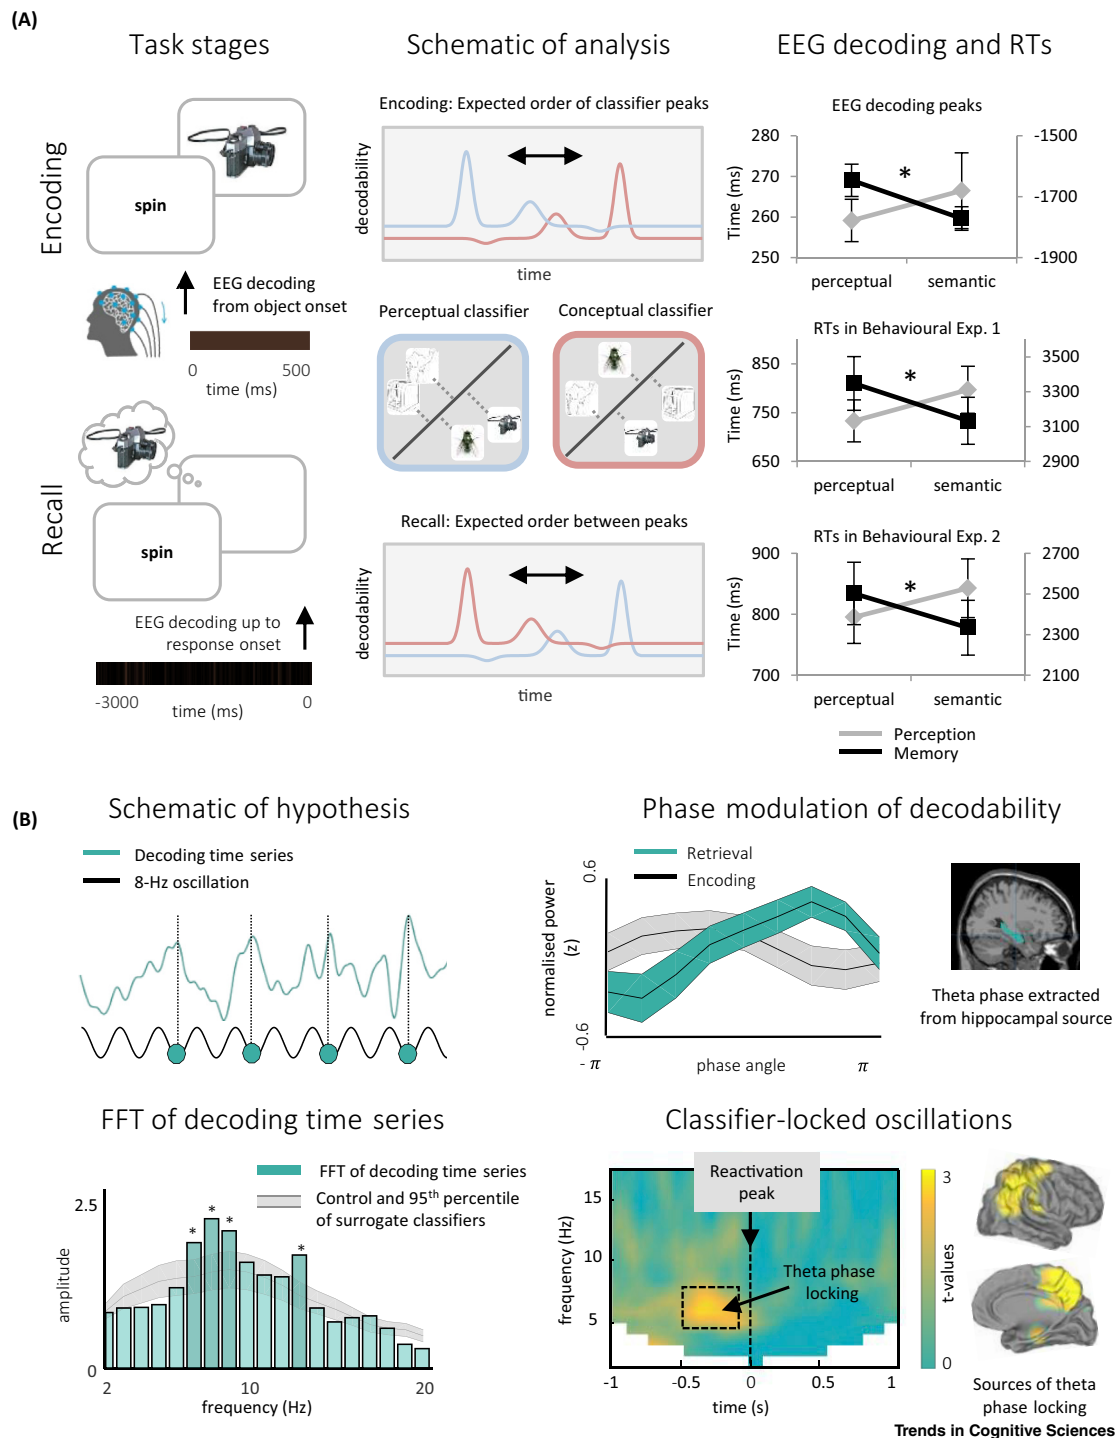 (A)
Task stages
Schematic of analysis
EEG decoding and RTs
Encoding
spin
EEG decoding
from object onset
0
500
time (ms)
Recall
spin
EEG decoding up to
response onset
-3000
0
time (ms)
Encoding: Expected order of classifier peaks
decodability
time
Perceptual classifier
Conceptual classifier
Recall: Expected order between peaks
decodability
time
EEG decoding peaks
Time (ms)
280
270
260
250
-1500
-1700
-1900
*
perceptual
semantic
RTs in Behavioural Exp. 1
Time (ms)
850
750
650
3500
3300
3100
2900
*
perceptual
semantic
RTs in Behavioural Exp. 2
Time (ms)
900
800
700
2700
2500
2300
2100
*
perceptual
semantic
Perception
Memory
(B)
Schematic of hypothesis
Decoding time series
8-Hz oscillation
Phase modulation of decodability
Retrieval
Encoding
normalised power
(z)
0.6
-0.6
- π
phase angle
π
Theta phase extracted
from hippocampal source
FFT of decoding time series
FFT of decoding time series
Control and 95th percentile
of surrogate classifiers
amplitude
2.5
0
* * * *
2
10
20
frequency (Hz)
Classifier-locked oscillations
Reactivation
peak
Theta phase
locking
frequency (Hz)
15
10
5
-1
-0.5
0
0.5
1
time (s)
3
0
t-values
Sources of theta
phase locking
Trends in Cognitive Sciences